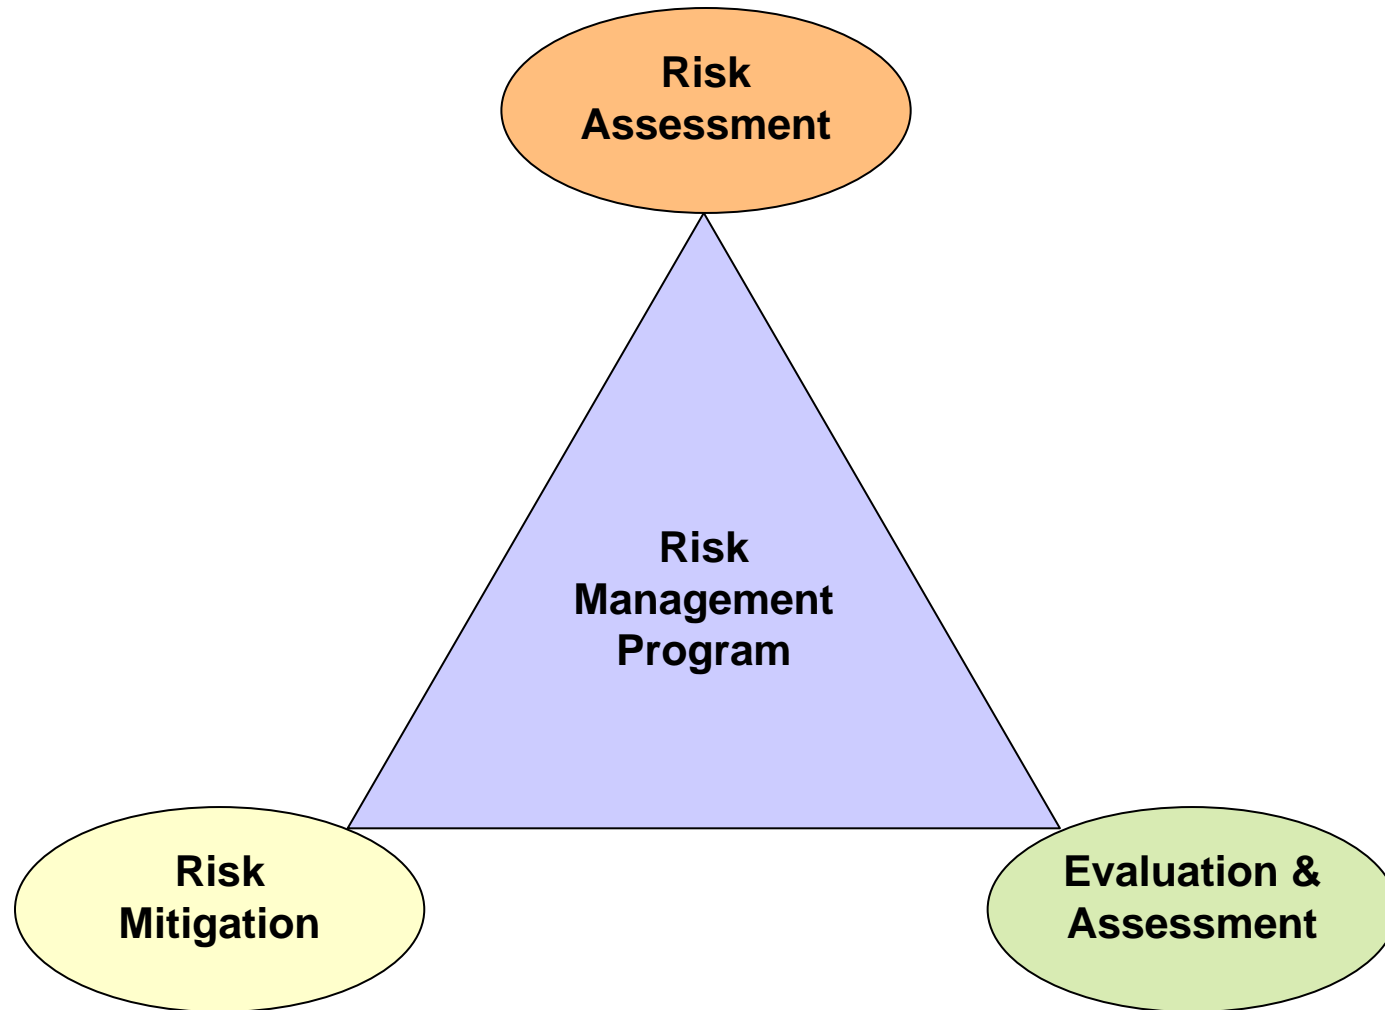 Risk
Assessment
Risk
Management
Program
Risk
Mitigation
Evaluation &
Assessment